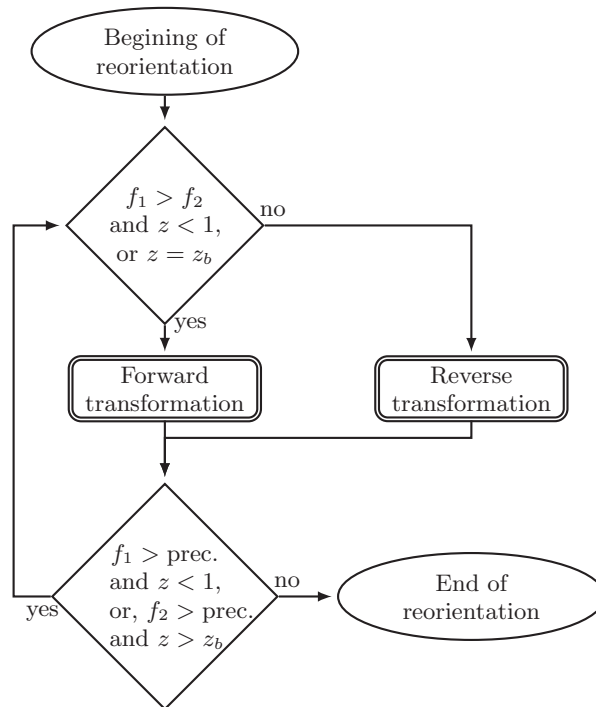 Begining of
reorientation
f₁ > f₂
and z < 1,
or z = z_b
no
yes
Forward
transformation
Reverse
transformation
f₁ > prec.
and z < 1,
or, f₂ > prec.
and z > z_b
yes
no
End of
reorientation